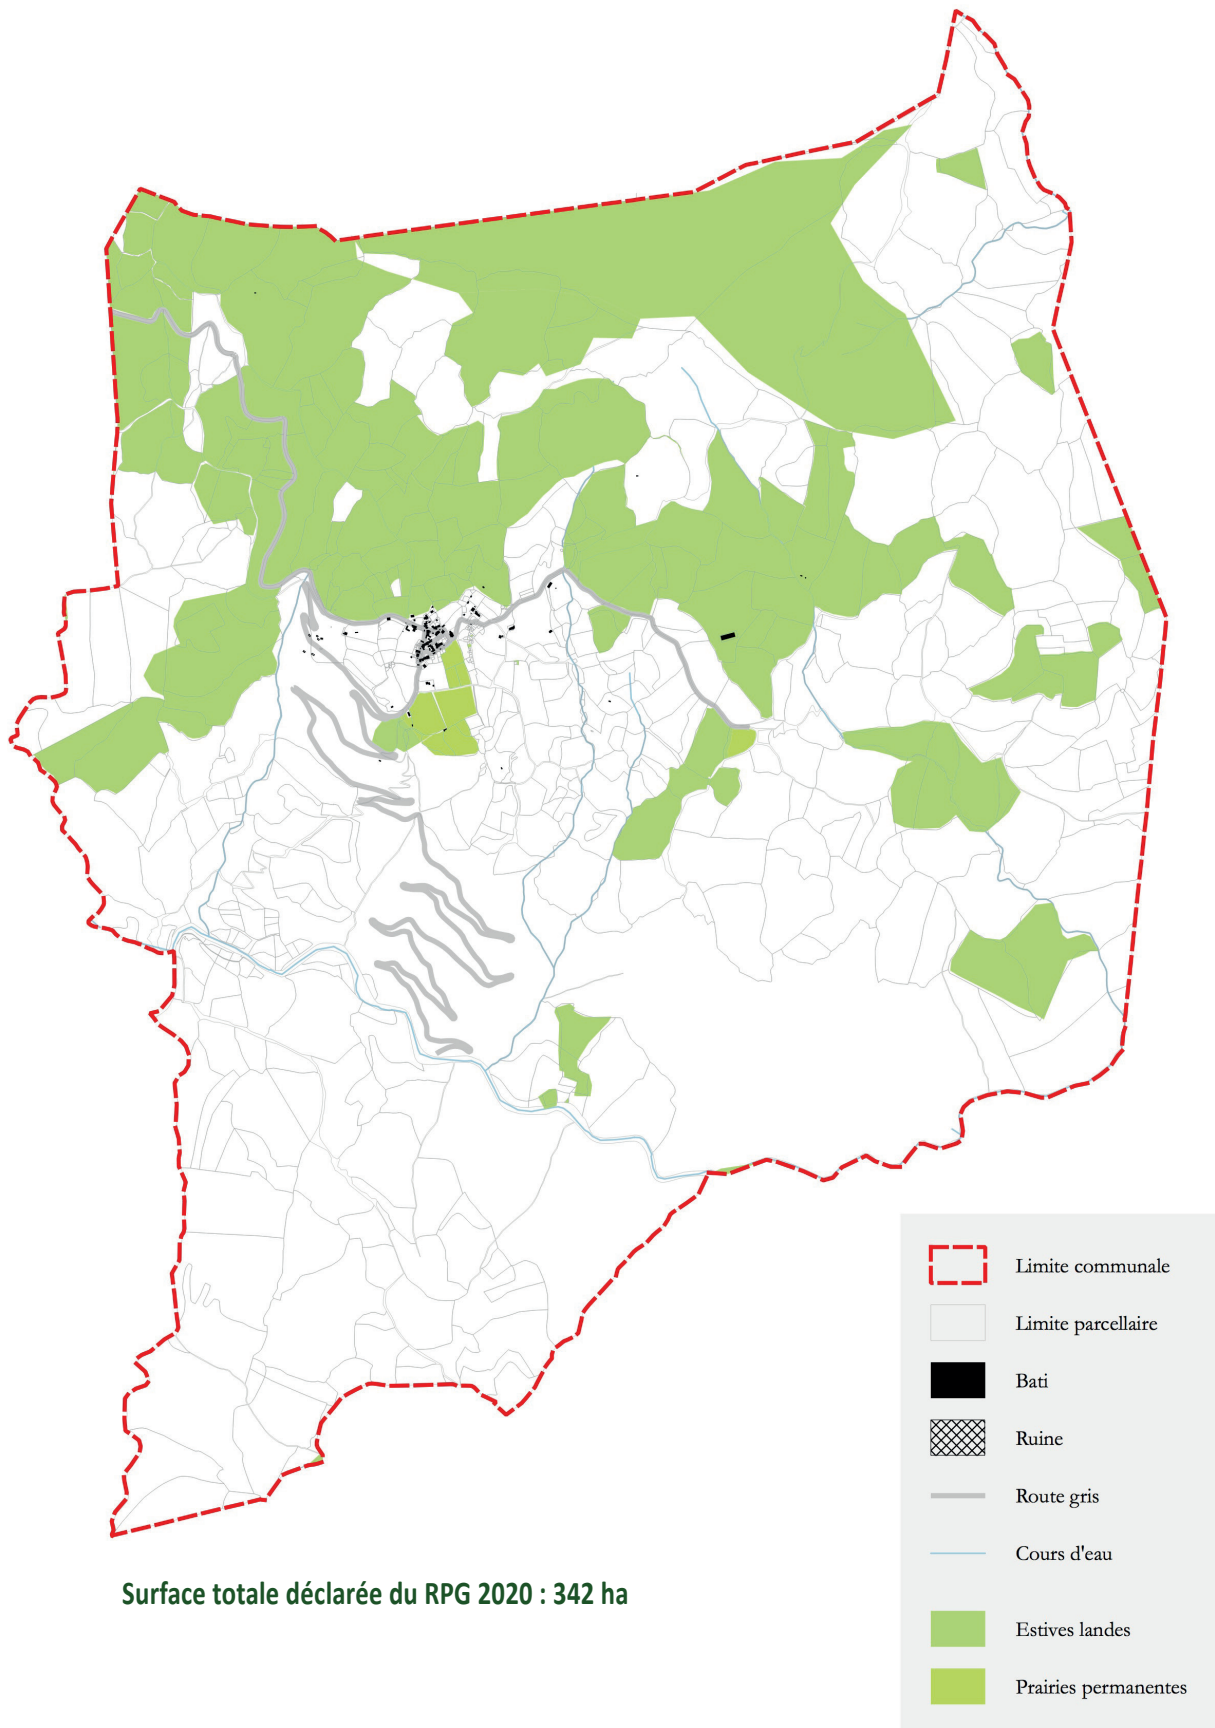 Limite communale
Limite parcellaire
Bati
Ruine
Route gris
Cours d'eau
Estives landes
Prairies permanentes
Surface totale déclarée du RPG 2020 : 342 ha